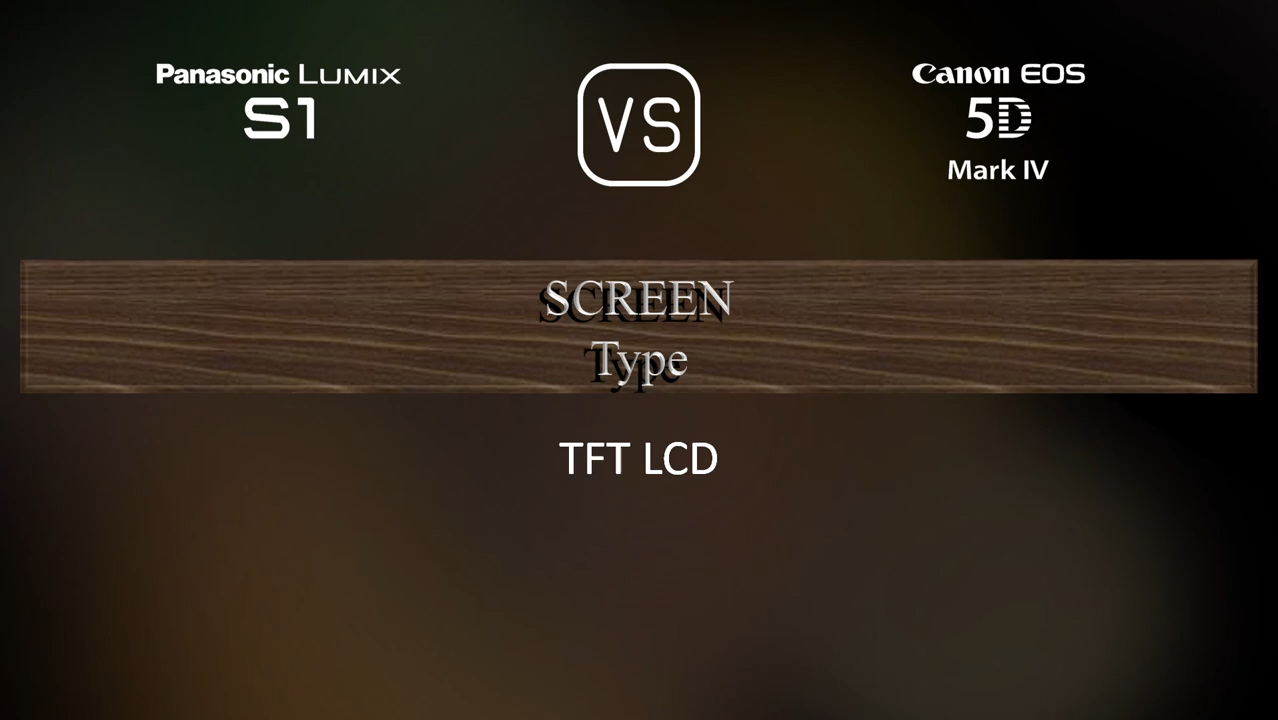 Panasonic LUMIX
S1
VS
Canon EOS
5D
Mark IV
SCREEN
Type
TFT LCD